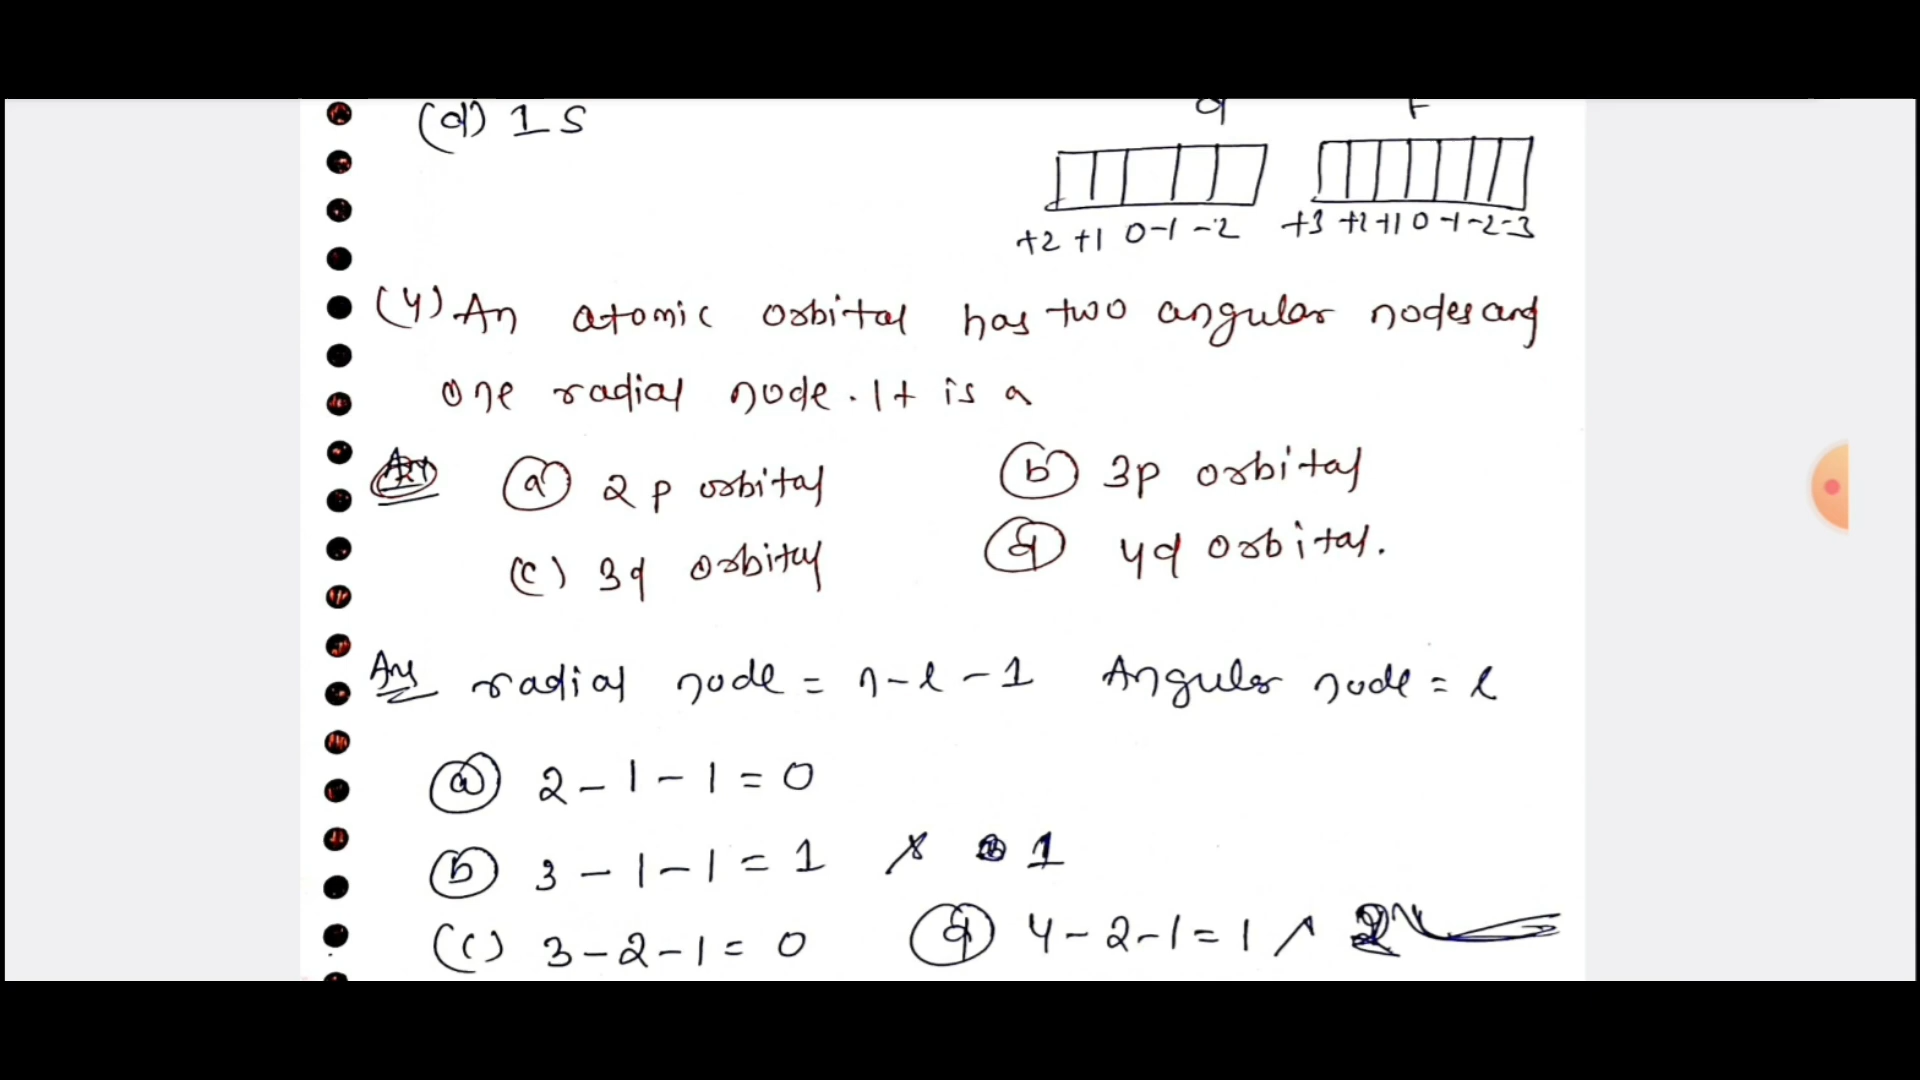 (d) 1s
d f
+2 +1 0 -1 -2 +3 +2 +1 0 -1 -2 -3
(4) An atomic orbital has two angular nodes and
one radial node. It is a
(a) 2p orbital (b) 3p orbital
(c) 3d orbital (d) 4d orbital.
Ans radial node = n-l-1 Angular node = l
(a) 2-1-1=0
(b) 3-1-1=1 × 1
(c) 3-2-1=0 (d) 4-2-1=1 2